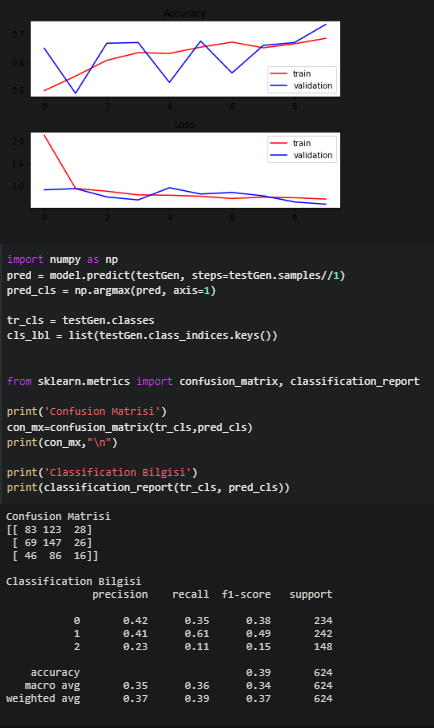 Accuracy
0.7
0.6
0.5
train
validation
0 2 4 6 8
Loss
2.0
1.5
1.0
train
validation
0 2 4 6 8
import numpy as np
pred = model.predict(testGen, steps=testGen.samples//1)
pred_cls = np.argmax(pred, axis=1)
tr_cls = testGen.classes
cls_lbl = list(testGen.class_indices.keys())
from sklearn.metrics import confusion_matrix, classification_report
print('Confusion Matrisi')
con_mx=confusion_matrix(tr_cls,pred_cls)
print(con_mx,"\n")
print('Classification Bilgisi')
print(classification_report(tr_cls, pred_cls))
Confusion Matrisi
[[ 83 123  28]
 [ 69 147  26]
 [ 46  86  16]]
Classification Bilgisi
precision recall f1-score support
0 0.42 0.35 0.38 234
1 0.41 0.61 0.49 242
2 0.23 0.11 0.15 148
accuracy 0.39 624
macro avg 0.35 0.36 0.34 624
weighted avg 0.37 0.39 0.37 624